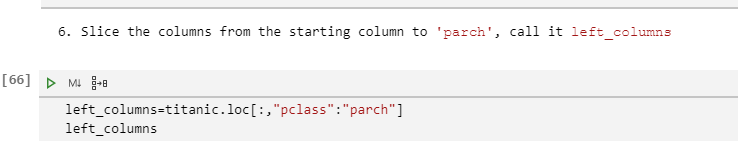 6. Slice the columns from the starting column to 'parch', call it left_columns
[66]
M↓
left_columns=titanic.loc[:,"pclass":"parch"]
left_columns